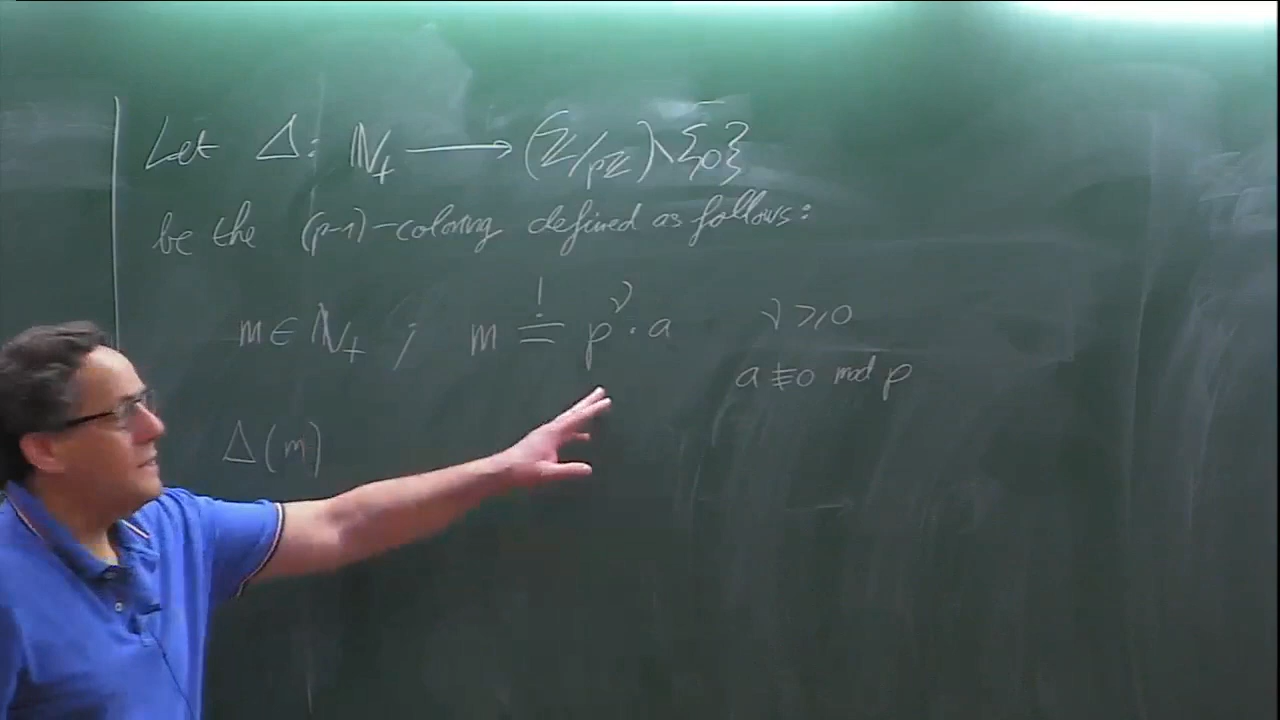 Let Δ: ℕ₊ ⟶ (ℤ/pℤ)∖{0}
be the (p-1)-coloring defined as follows:
m ∈ ℕ₊ ; m =! p^ν · a ν ⩾ 0
a ≢ 0 mod p
Δ(m)